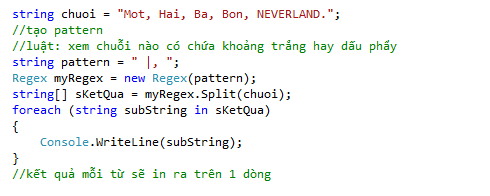 string chuoi = "Mot, Hai, Ba, Bon, NEVERLAND.";
//tạo pattern
//luật: xem chuỗi nào có chứa khoảng trắng hay dấu phẩy
string pattern = " |, ";
Regex myRegex = new Regex(pattern);
string[] sKetQua = myRegex.Split(chuoi);
foreach (string subString in sKetQua)
{
    Console.WriteLine(subString);
}
//kết quả mỗi từ sẽ in ra trên 1 dòng